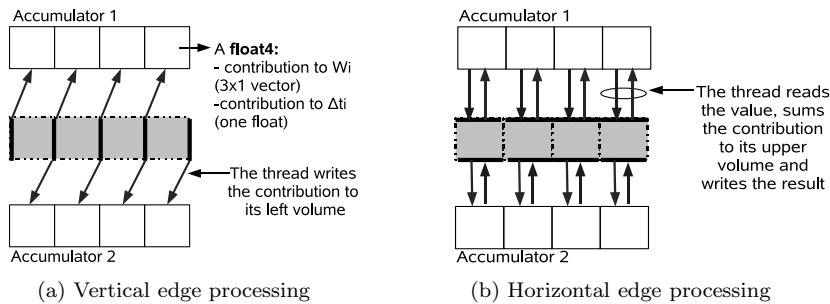 Accumulator 1
A float4:
- contribution to Wi
(3x1 vector)
-contribution to Δti
(one float)
The thread writes
the contribution to
its left volume
Accumulator 2
(a) Vertical edge processing
Accumulator 1
The thread reads
the value, sums
the contribution
to its upper
volume and
writes the result
Accumulator 2
(b) Horizontal edge processing